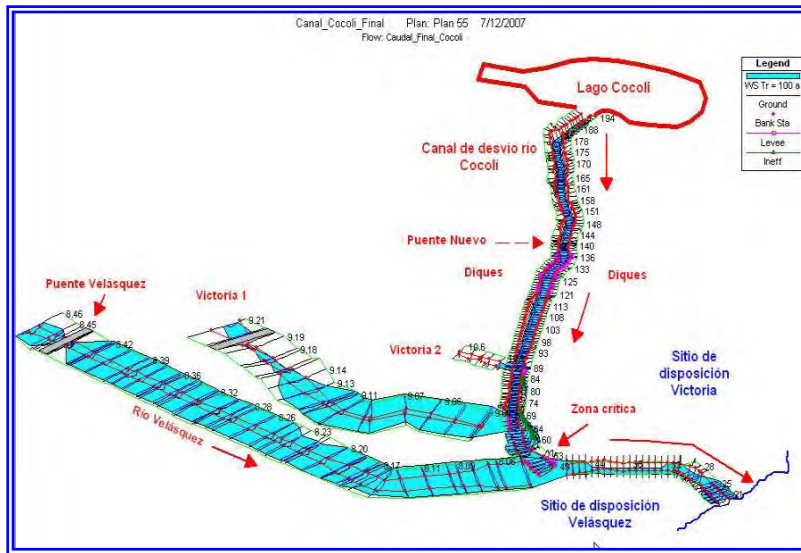 Canal_Cocoli_Final Plan: Plan 55 7/12/2007
Flow: Caudal_Final_Cocoli
Legend
WS Tr = 100 a
Ground
Bank Sta
Levee
Ineff
Lago Cocolí
194
188
Canal de desvio rio
Cocolí
178
175
170
165
161
158
151
148
Puente Nuevo
144
140
136
133
Diques
Diques
125
121
113
108
103
98
93
89
84
80
74
69
64
60
Puente Velásquez
8.46
8.45
8.42
8.39
8.36
8.32
8.28
8.26
8.23
8.20
8.17
8.11
8.09
8.06
Victoria 1
9.21
9.19
9.18
9.14
9.13
9.11
9.07
9.06
Victoria 2
10.6
Río Velásquez
Sitio de
disposición
Victoria
Zona crítica
49
28
25
Sitio de disposición
Velásquez